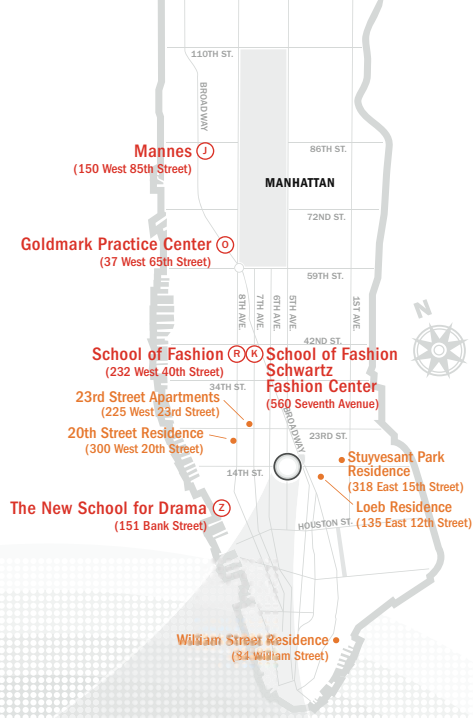 110TH ST.
BROADWAY
Mannes J
(150 West 85th Street)
86TH ST.
MANHATTAN
72ND ST.
Goldmark Practice Center O
(37 West 65th Street)
59TH ST.
8TH AVE.
7TH AVE.
6TH AVE.
5TH AVE.
1ST AVE.
N
42ND ST.
School of Fashion R
(232 West 40th Street)
K School of Fashion
Schwartz
Fashion Center
(560 Seventh Avenue)
34TH ST.
23rd Street Apartments
(225 West 23rd Street)
BROADWAY
20th Street Residence
(300 West 20th Street)
23RD ST.
14TH ST.
Stuyvesant Park
Residence
(318 East 15th Street)
Loeb Residence
(135 East 12th Street)
The New School for Drama Z
(151 Bank Street)
HOUSTON ST.
William Street Residence
(84 William Street)